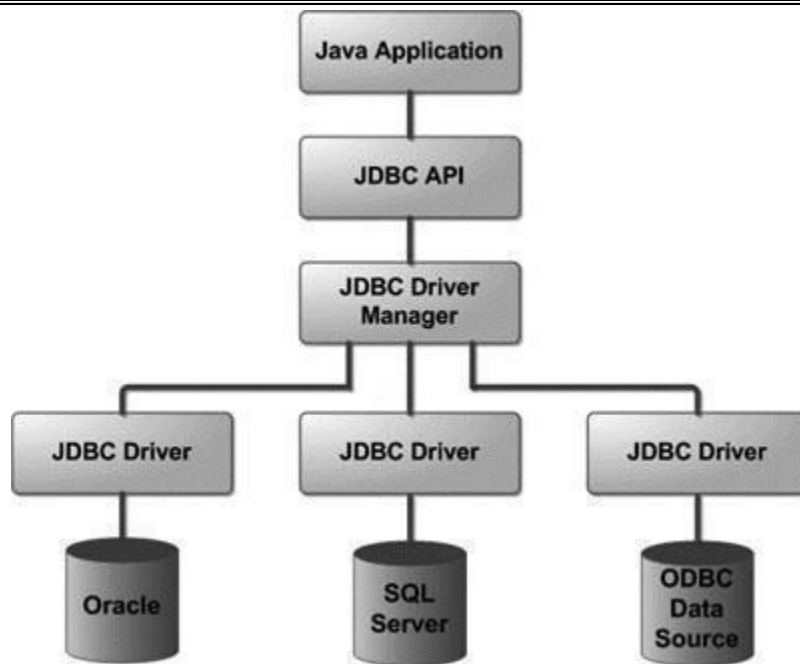 Java Application
JDBC API
JDBC Driver
Manager
JDBC Driver
JDBC Driver
JDBC Driver
Oracle
SQL
Server
ODBC
Data
Source